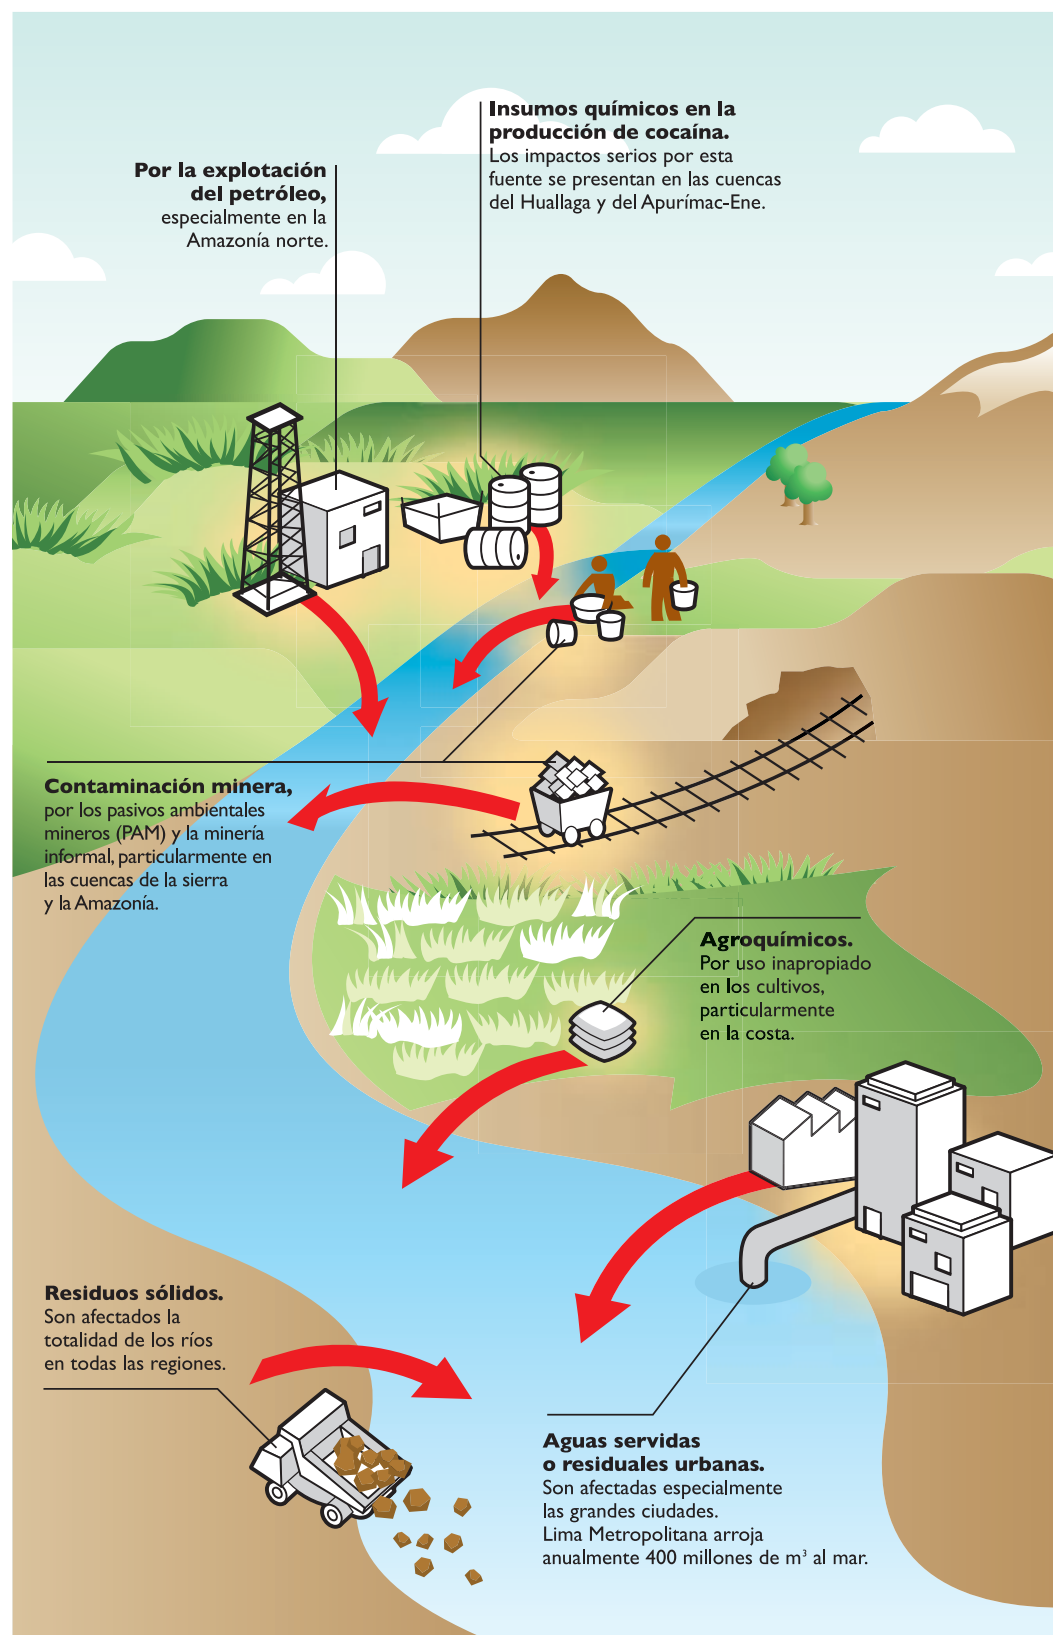 Insumos químicos en la
producción de cocaína.
Los impactos serios por esta
fuente se presentan en las cuencas
del Huallaga y del Apurímac-Ene.
Por la explotación
del petróleo,
especialmente en la
Amazonía norte.
Contaminación minera,
por los pasivos ambientales
mineros (PAM) y la minería
informal, particularmente en
las cuencas de la sierra
y la Amazonía.
Agroquímicos.
Por uso inapropiado
en los cultivos,
particularmente
en la costa.
Residuos sólidos.
Son afectados la
totalidad de los ríos
en todas las regiones.
Aguas servidas
o residuales urbanas.
Son afectadas especialmente
las grandes ciudades.
Lima Metropolitana arroja
anualmente 400 millones de m³ al mar.